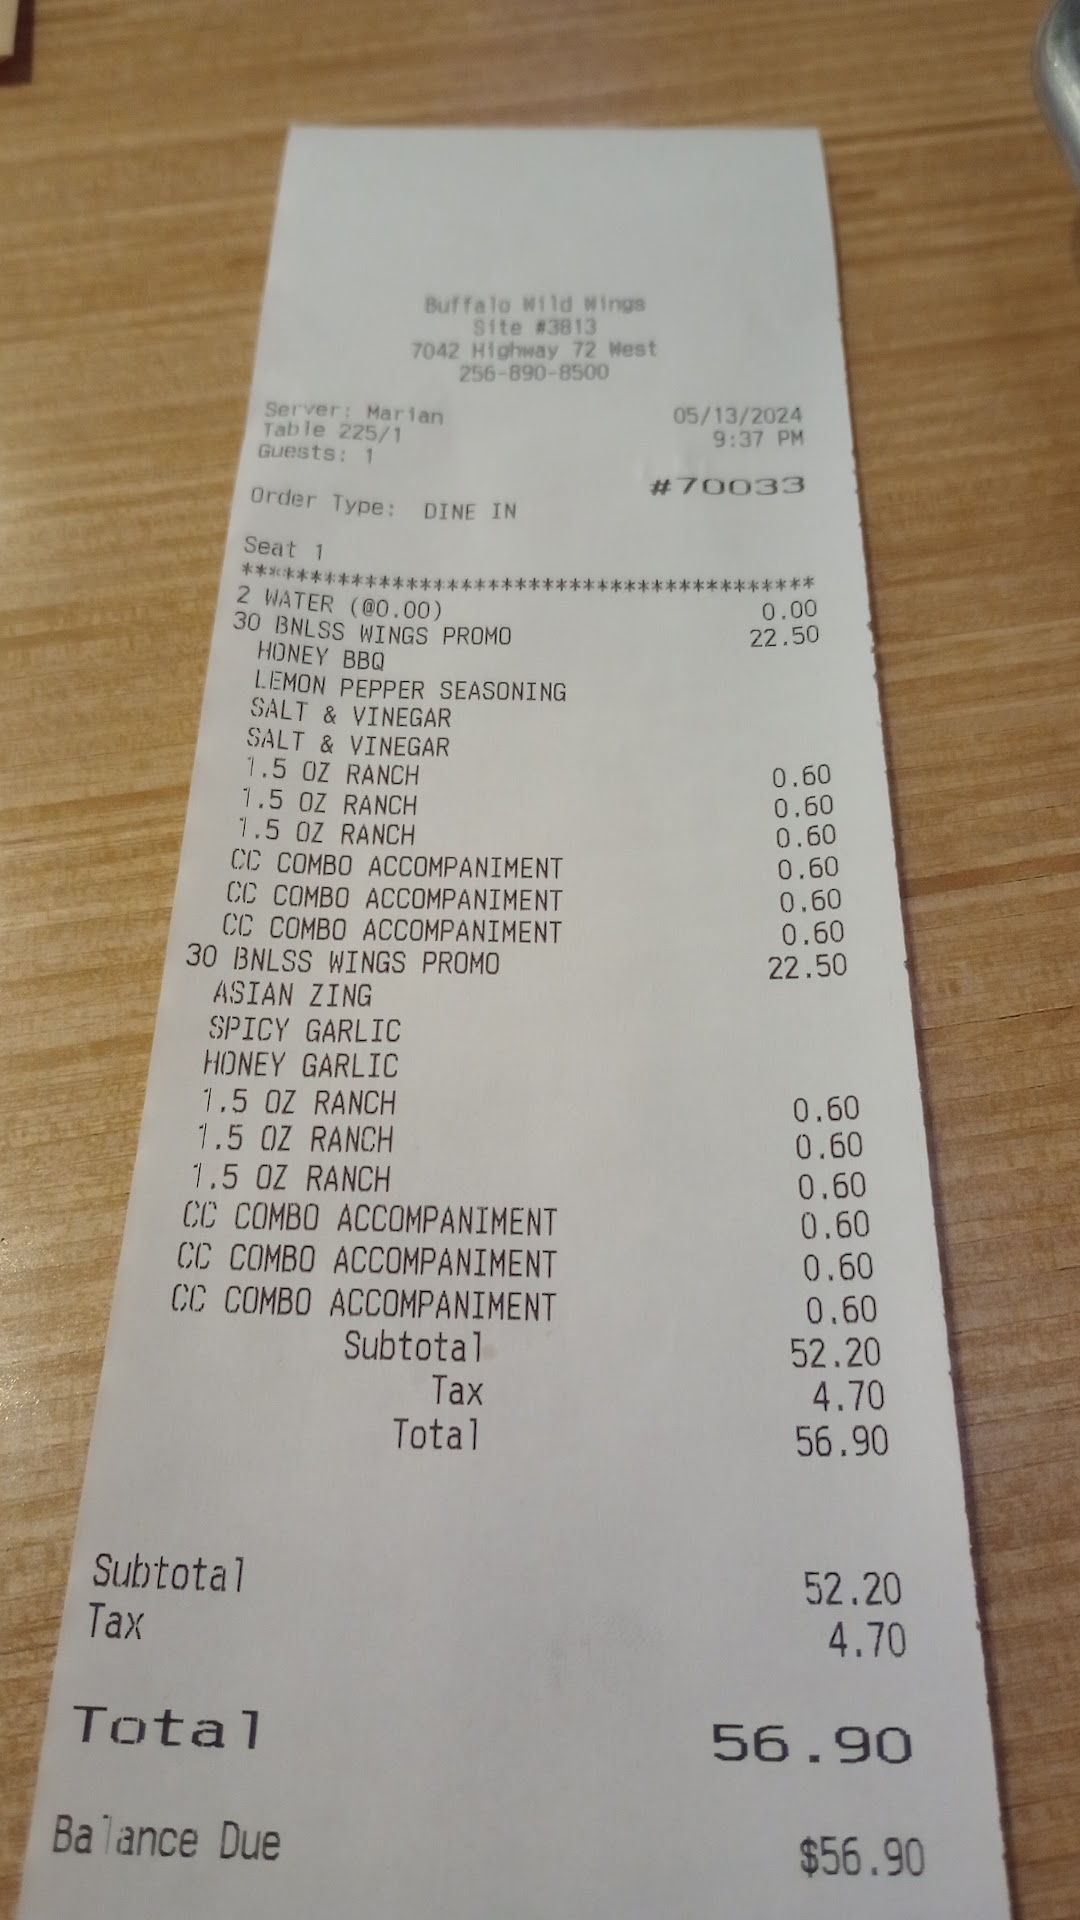 Buffalo Wild Wings
Site #3813
7042 Highway 72 West
256-890-8500
Server: Marian 05/13/2024
Table 225/1 9:37 PM
Guests: 1
#70033
Order Type: DINE IN
Seat 1
******************************************
2 WATER (@0.00) 0.00
30 BNLSS WINGS PROMO 22.50
HONEY BBQ
LEMON PEPPER SEASONING
SALT & VINEGAR
SALT & VINEGAR
1.5 OZ RANCH 0.60
1.5 OZ RANCH 0.60
1.5 OZ RANCH 0.60
CC COMBO ACCOMPANIMENT 0.60
CC COMBO ACCOMPANIMENT 0.60
CC COMBO ACCOMPANIMENT 0.60
30 BNLSS WINGS PROMO 22.50
ASIAN ZING
SPICY GARLIC
HONEY GARLIC
1.5 OZ RANCH 0.60
1.5 OZ RANCH 0.60
1.5 OZ RANCH 0.60
CC COMBO ACCOMPANIMENT 0.60
CC COMBO ACCOMPANIMENT 0.60
CC COMBO ACCOMPANIMENT 0.60
Subtotal 52.20
Tax 4.70
Total 56.90
Subtotal 52.20
Tax 4.70
Total 56.90
Balance Due $56.90